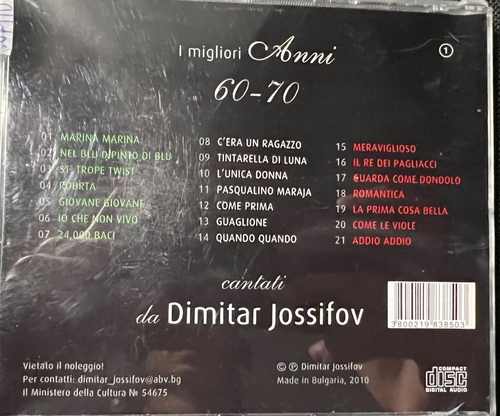 I migliori Anni
1
60-70
01 MARINA MARINA
02 NEL BLU DIPINTO DI BLU
03 ST. TROPE TWIST
04 ROBRTA
05 GIOVANE GIOVANE
06 IO CHE NON VIVO
07 24,000 BACI
08 C'ERA UN RAGAZZO
09 TINTARELLA DI LUNA
10 L'UNICA DONNA
11 PASQUALINO MARAJA
12 COME PRIMA
13 GUAGLIONE
14 QUANDO QUANDO
15 MERAVIGLIOSO
16 IL RE DEI PAGLIACCI
17 GUARDA COME DONDOLO
18 ROMANTICA
19 LA PRIMA COSA BELLA
20 COME LE VIOLE
21 ADDIO ADDIO
cantati
da Dimitar Jossifov
3800219838503
Vietato il noleggio!
Per contatti: dimitar_jossifov@abv.bg
Il Ministero della Cultura № 54675
© ℗ Dimitar Jossifov
Made in Bulgaria, 2010
COMPACT
disc
DIGITAL AUDIO